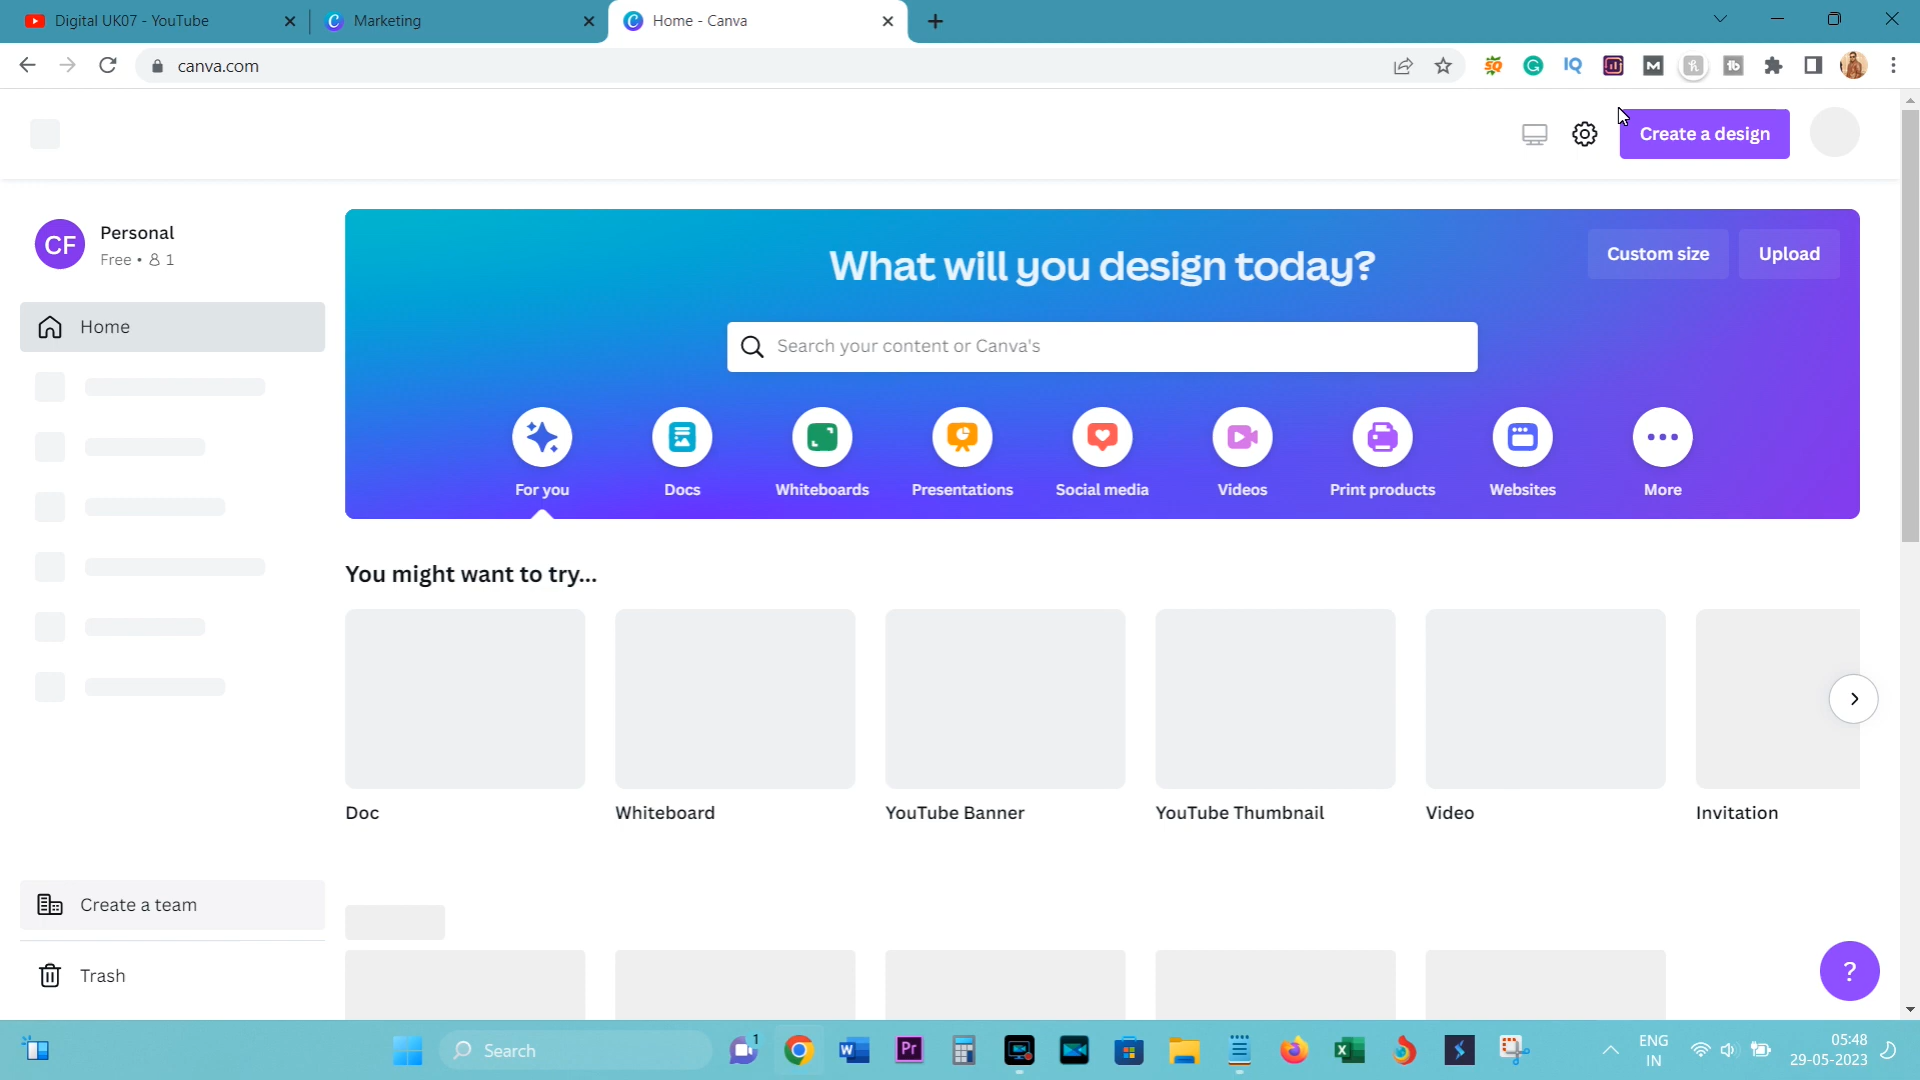 Digital UK07 - YouTube
Marketing
Home - Canva
canva.com
Create a design
CF
Personal
Free • 1
Home
Create a team
Trash
What will you design today?
Custom size
Upload
Search your content or Canva's
For you
Docs
Whiteboards
Presentations
Social media
Videos
Print products
Websites
More
You might want to try...
Doc
Whiteboard
YouTube Banner
YouTube Thumbnail
Video
Invitation
?
Search
1
ENG
IN
05:48
29-05-2023